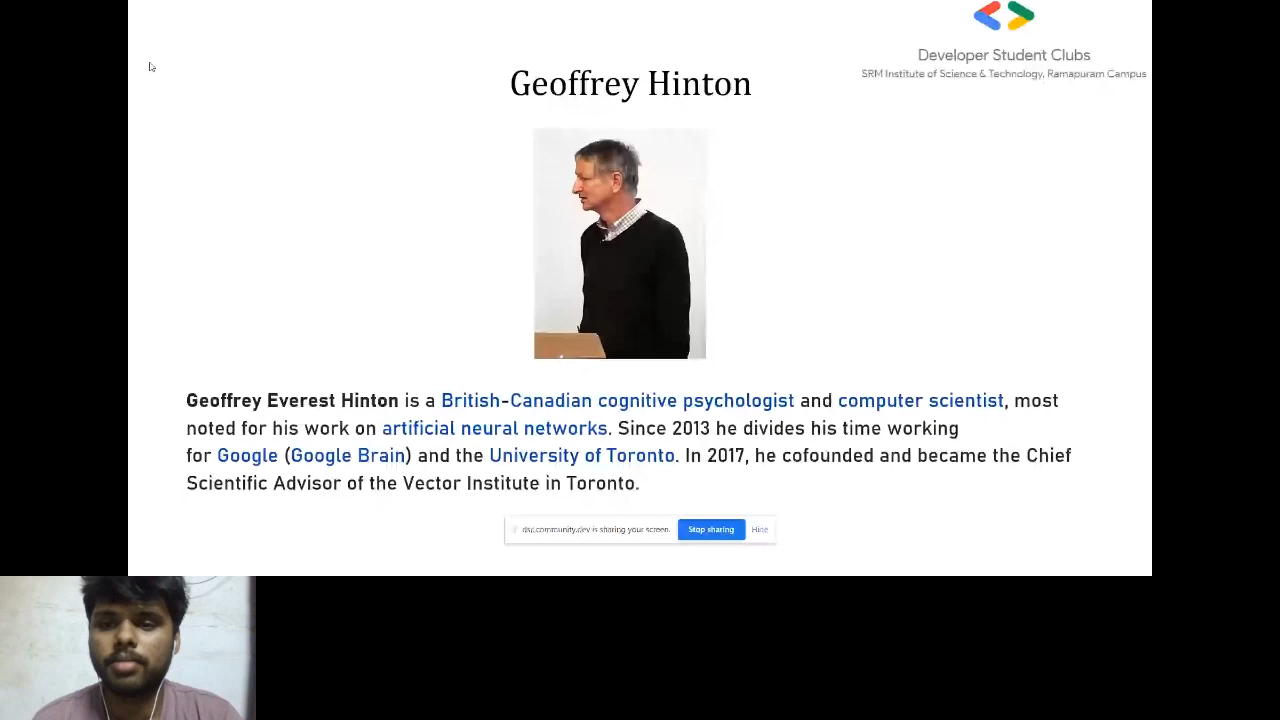 Developer Student Clubs
SRM Institute of Science & Technology, Ramapuram Campus
Geoffrey Hinton
Geoffrey Everest Hinton is a British-Canadian cognitive psychologist and computer scientist, most
noted for his work on artificial neural networks. Since 2013 he divides his time working
for Google (Google Brain) and the University of Toronto. In 2017, he cofounded and became the Chief
Scientific Advisor of the Vector Institute in Toronto.
dsc.community.dev is sharing your screen. Stop sharing Hide